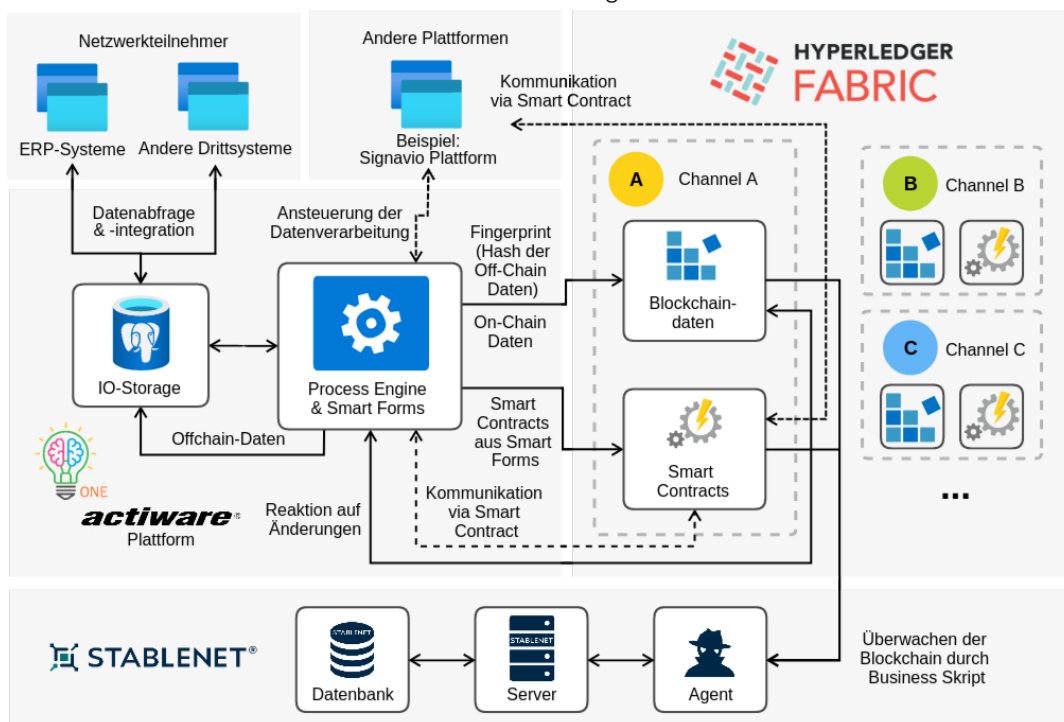 Netzwerkteilnehmer
ERP-Systeme
Andere Drittsysteme
Andere Plattformen
Beispiel:
Signavio Plattform
Kommunikation
via Smart Contract
HYPERLEDGER
FABRIC
Datenabfrage
& -integration
Ansteuerung der
Datenverarbeitung
Fingerprint
(Hash der
Off-Chain
Daten)
On-Chain
Daten
A
Channel A
Blockchain-
daten
B
Channel B
C
Channel C
...
IO-Storage
Process Engine
& Smart Forms
Offchain-Daten
Smart
Contracts
aus Smart
Forms
Smart
Contracts
ONE
actiware®
Plattform
Reaktion auf
Änderungen
Kommunikation
via Smart
Contract
STABLENET®
STABLENET
Datenbank
STABLENET
Server
Agent
Überwachen der
Blockchain durch
Business Skript